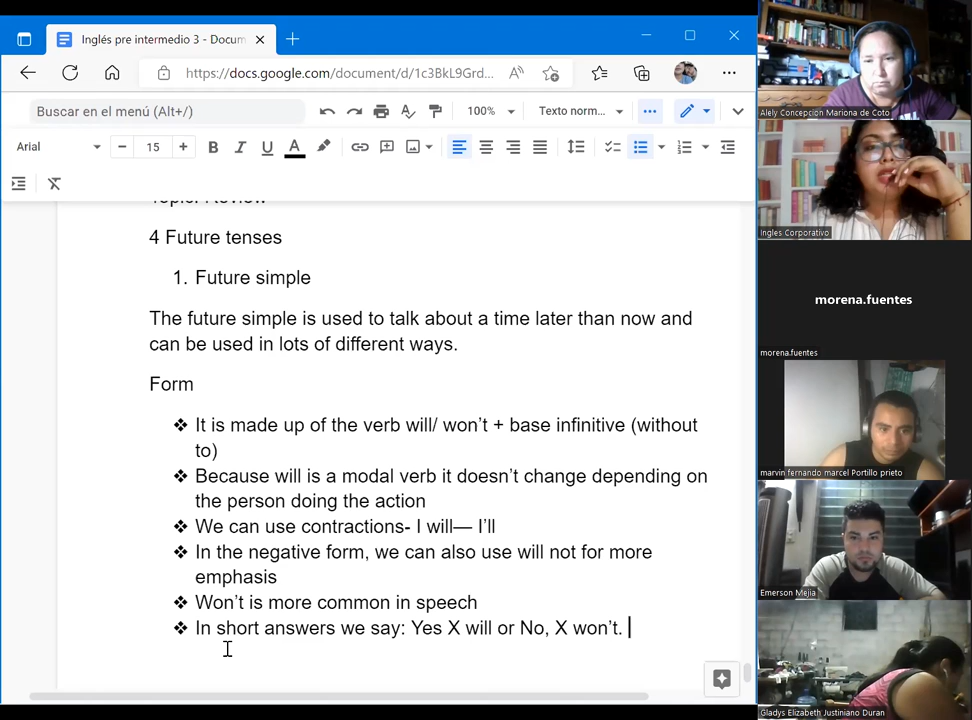 Inglés pre intermedio 3 - Docum
https://docs.google.com/document/d/1c3BkL9Grd...
Buscar en el menú (Alt+/)
100%
Texto norm...
Arial
15
Topic: Review
4 Future tenses
1. Future simple
The future simple is used to talk about a time later than now and
can be used in lots of different ways.
Form
❖ It is made up of the verb will/ won’t + base infinitive (without
to)
❖ Because will is a modal verb it doesn’t change depending on
the person doing the action
❖ We can use contractions- I will— I’ll
❖ In the negative form, we can also use will not for more
emphasis
❖ Won’t is more common in speech
❖ In short answers we say: Yes X will or No, X won’t.
Alely Concepcion Mariona de Coto
Ingles Corporativo
morena.fuentes
morena.fuentes
marvin fernando marcel Portillo prieto
Emerson Mejia
Gladys Elizabeth Justiniano Duran